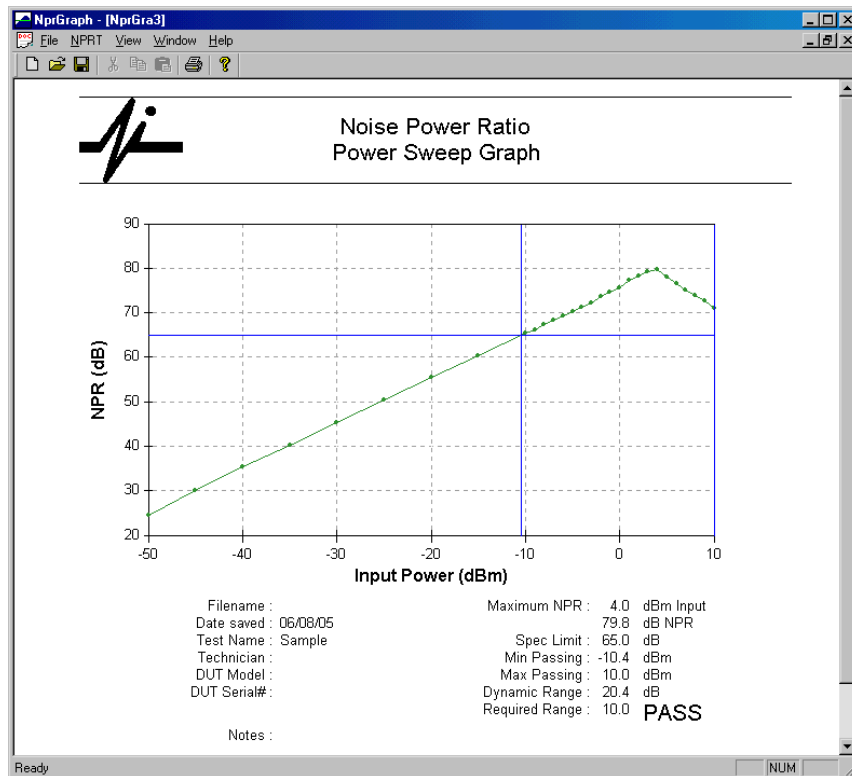 NprGraph - [NprGra3]
File NPRT View Window Help
Noise Power Ratio
Power Sweep Graph
90
80
70
60
50
40
30
20
NPR (dB)
-50 -40 -30 -20 -10 0 10
Input Power (dBm)
Filename :
Date saved : 06/08/05
Test Name : Sample
Technician :
DUT Model :
DUT Serial# :
Notes :
Maximum NPR : 4.0 dBm Input
79.8 dB NPR
Spec Limit : 65.0 dB
Min Passing : -10.4 dBm
Max Passing : 10.0 dBm
Dynamic Range : 20.4 dB
Required Range : 10.0 PASS
Ready NUM